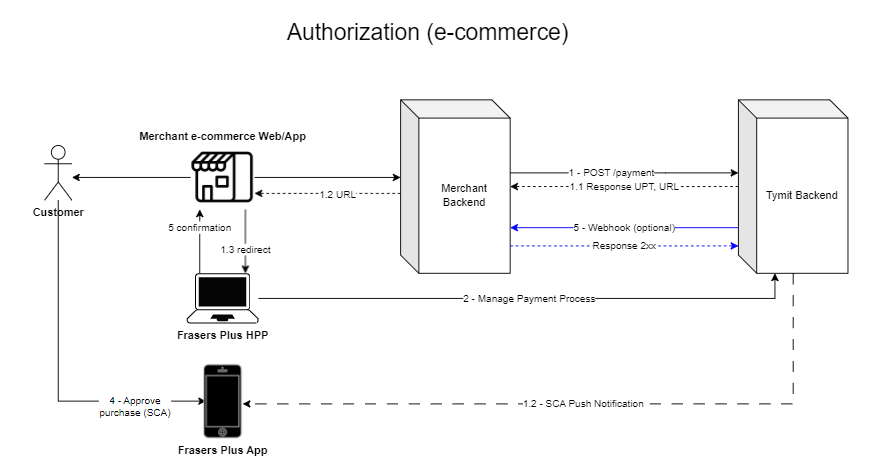 Authorization (e-commerce)
Merchant e-commerce Web/App
1 - POST /payment
1.1 Response UPT, URL
Merchant
Backend
Tymit Backend
1.2 URL
Customer
5 confirmation
5 - Webhook (optional)
1.3 redirect
Response 2xx
2 - Manage Payment Process
Frasers Plus HPP
4 - Approve
purchase (SCA)
1.2 - SCA Push Notification
Frasers Plus App